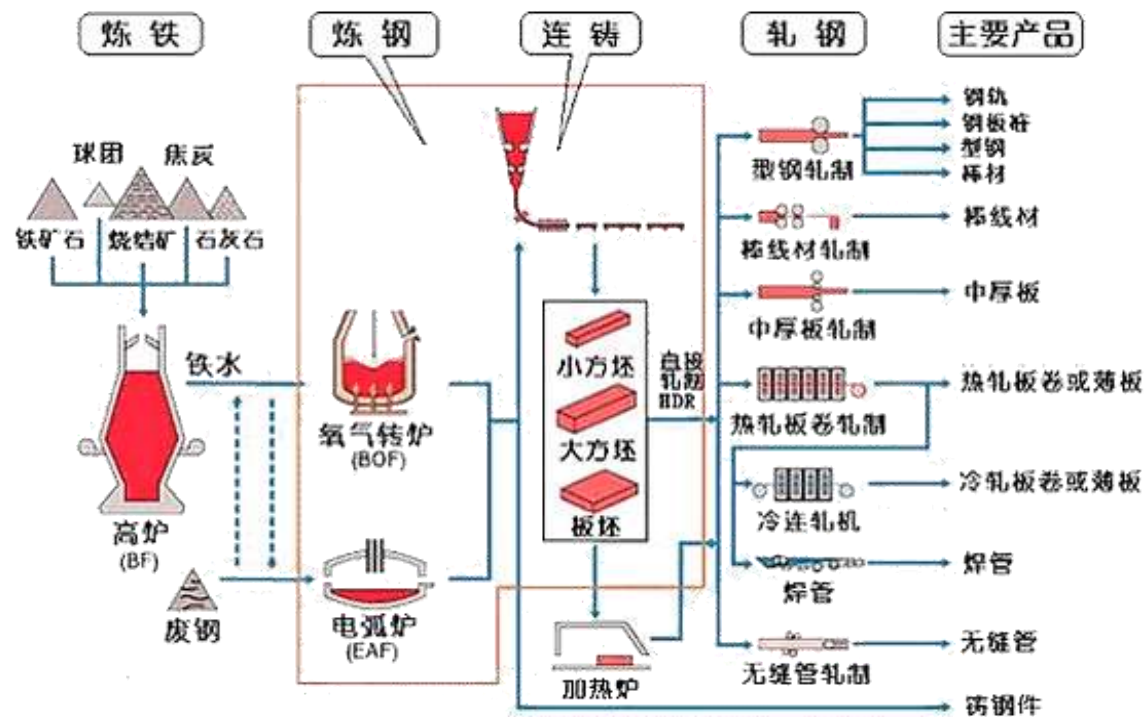 炼铁
炼钢
连铸
轧钢
主要产品
球团
焦炭
铁矿石
烧结矿
石灰石
铁水
高炉
(BF)
废钢
氧气转炉
(BOF)
电弧炉
(EAF)
小方坯
大方坯
板坯
直接
轧制
HDR
加热炉
型钢轧制
棒线材轧制
中厚板轧制
热轧板卷轧制
冷连轧机
焊管
无缝管轧制
钢轨
钢板桩
型钢
棒材
棒线材
中厚板
热轧板卷或薄板
冷轧板卷或薄板
焊管
无缝管
铸钢件